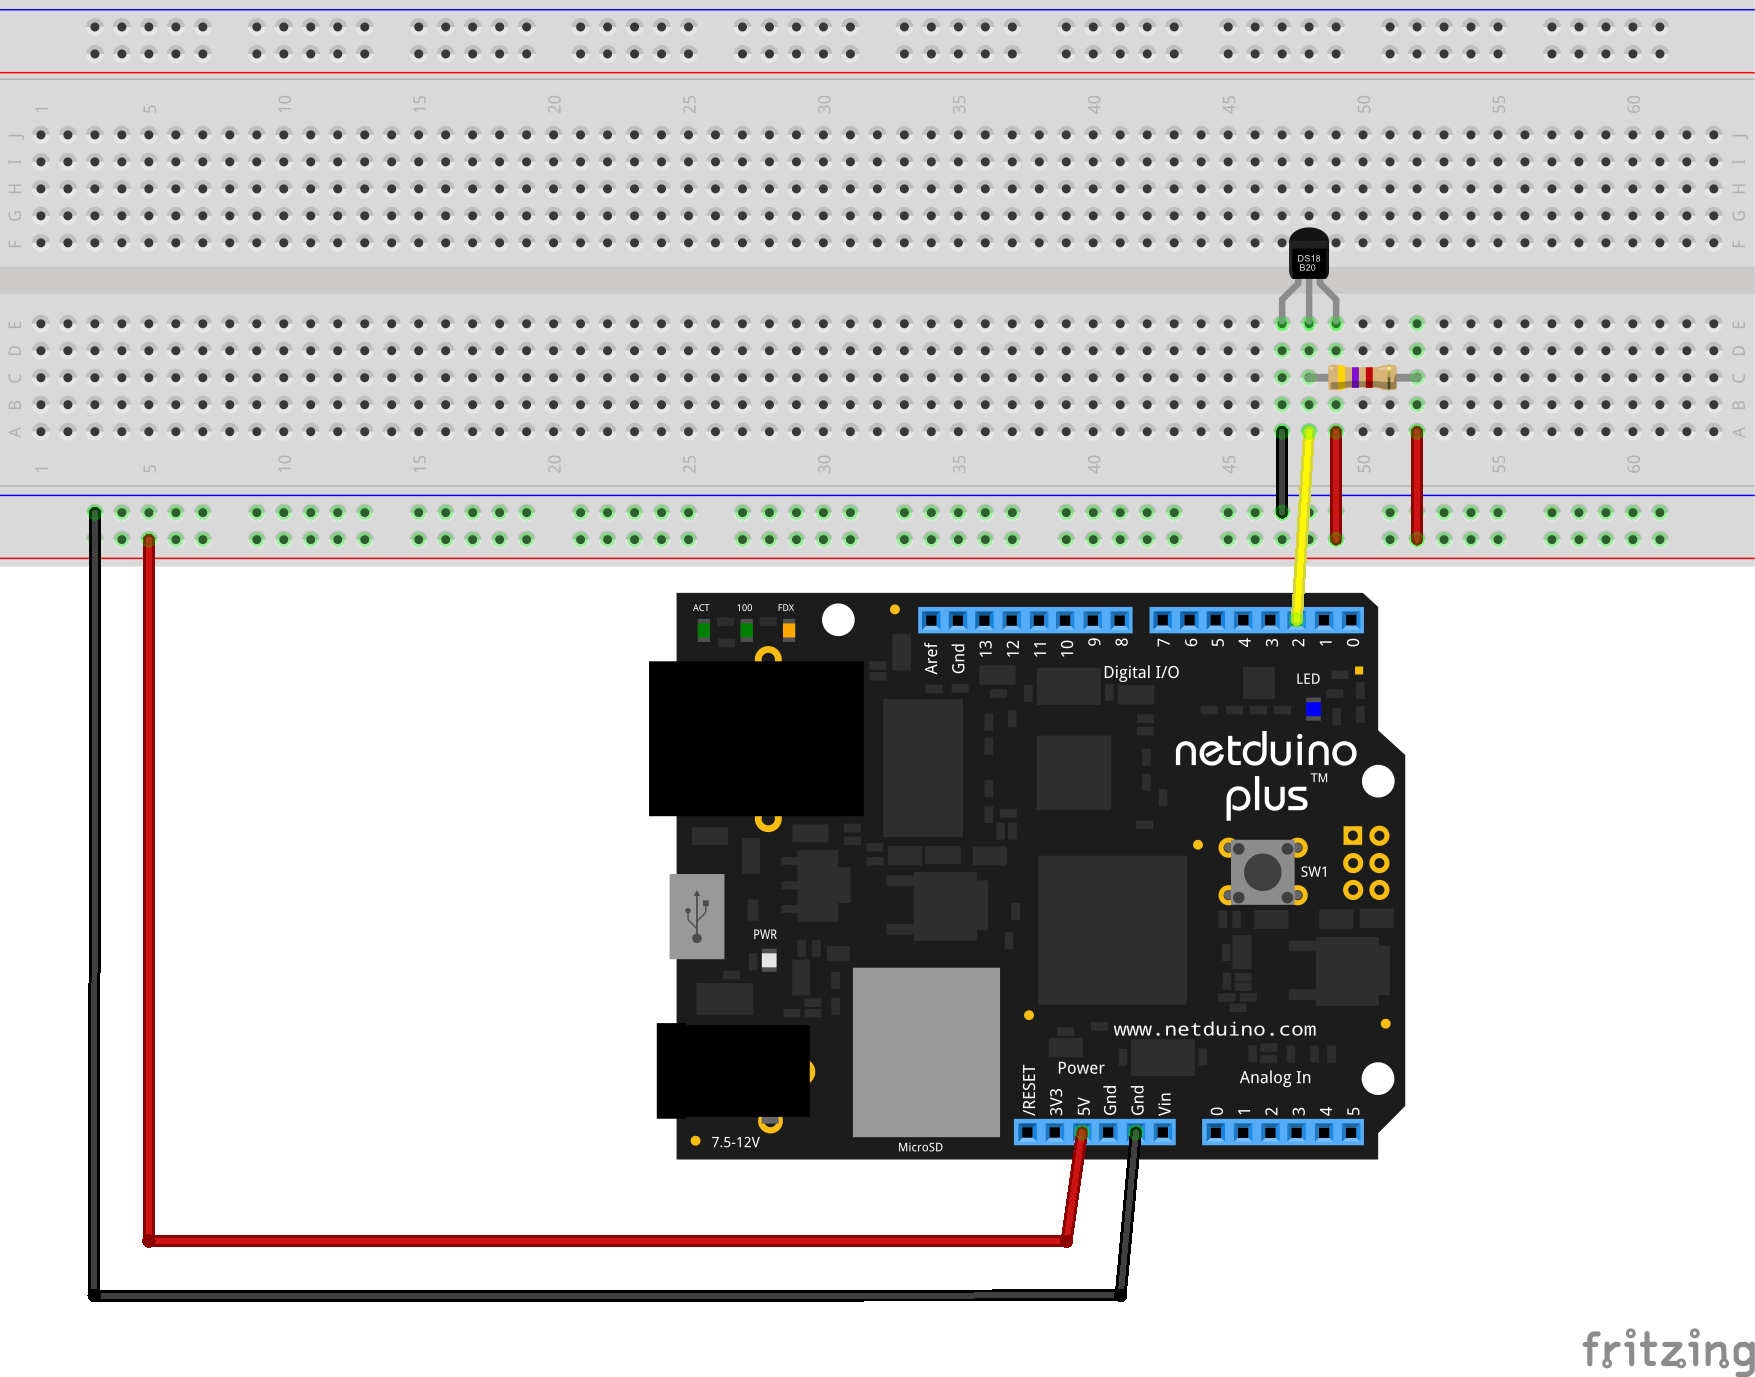 1 5 10 15 20 25 30 35 40 45 50 55 60
J J
I I
H H
G G
F F
DS18
B20
E E
D D
C C
B B
A A
1 5 10 15 20 25 30 35 40 45 50 55 60
ACT 100 FDX
Aref Gnd 13 12 11 10 9 8 7 6 5 4 3 2 1 0
Digital I/O
LED
netduino
plus™
SW1
PWR
www.netduino.com
Power
Analog In
/RESET 3V3 5V Gnd Gnd Vin 0 1 2 3 4 5
7.5-12V
MicroSD
fritzing